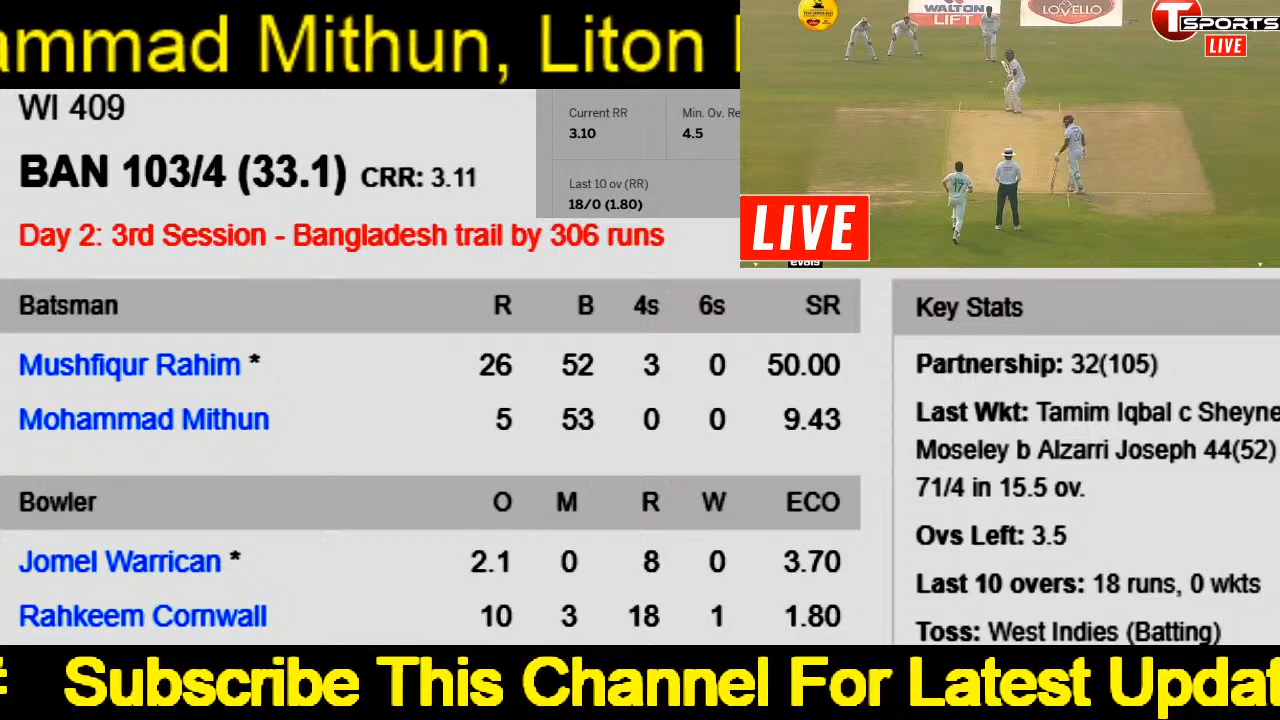 ammmad Mithun, Liton
WI 409
BAN 103/4 (33.1) CRR: 3.11
Day 2: 3rd Session - Bangladesh trail by 306 runs
Current RR Min. Ov. Re
3.10 4.5
Last 10 ov (RR)
18/0 (1.80)
WALTON
LIFT
LOVELLO
T SPORTS
LIVE
17
LIVE
evaly
Batsman R B 4s 6s SR
Mushfiqur Rahim * 26 52 3 0 50.00
Mohammad Mithun 5 53 0 0 9.43
Bowler O M R W ECO
Jomel Warrican * 2.1 0 8 0 3.70
Rahkeem Cornwall 10 3 18 1 1.80
Key Stats
Partnership: 32(105)
Last Wkt: Tamim Iqbal c Sheyne
Moseley b Alzarri Joseph 44(52)
71/4 in 15.5 ov.
Ovs Left: 3.5
Last 10 overs: 18 runs, 0 wkts
Toss: West Indies (Batting)
Subscribe This Channel For Latest Updat